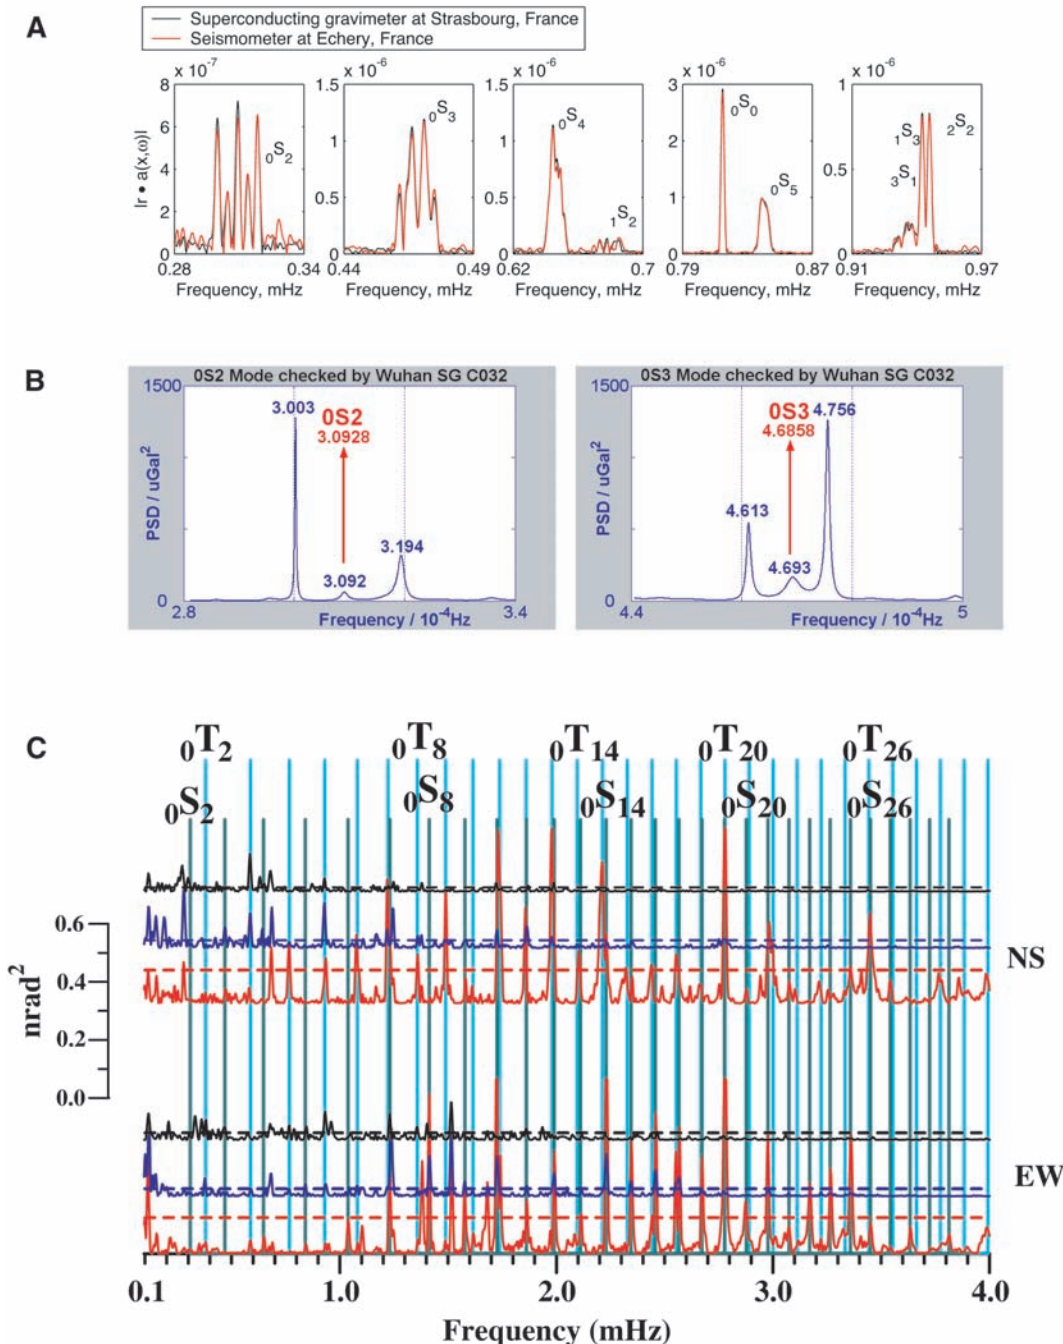 A
Superconducting gravimeter at Strasbourg, France
Seismometer at Echery, France
x 10-7
x 10-6
x 10-6
x 10-6
x 10-6
8
6
4
2
0
|r • a(x,ω)|
0S2
0.28
0.34
Frequency, mHz
1.5
1
0.5
0
0S3
0.44
0.49
Frequency, mHz
1.5
1
0.5
0
0S4
1S2
0.62
0.7
Frequency, mHz
3
2
1
0
0S0
0S5
0.79
0.87
Frequency, mHz
1
0.5
0
1S3
2S2
3S1
0.91
0.97
Frequency, mHz
B
0S2 Mode checked by Wuhan SG C032
1500
PSD / uGal2
0
3.003
0S2
3.0928
3.092
3.194
2.8
Frequency / 10-4Hz
3.4
0S3 Mode checked by Wuhan SG C032
1500
PSD / uGal2
0
0S3
4.6858
4.756
4.613
4.693
4.4
Frequency / 10-4Hz
5
C
0T2
0T8
0T14
0T20
0T26
0S2
0S8
0S14
0S20
0S26
0.6
0.4
0.2
0.0
nrad2
NS
EW
0.1
1.0
2.0
3.0
4.0
Frequency (mHz)